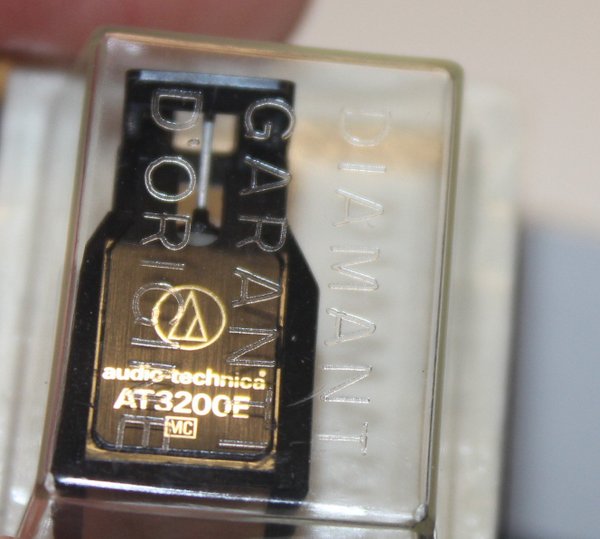 DIAMANT
GARANTI
D'ORIGINE
audio-technica
AT3200E
MC